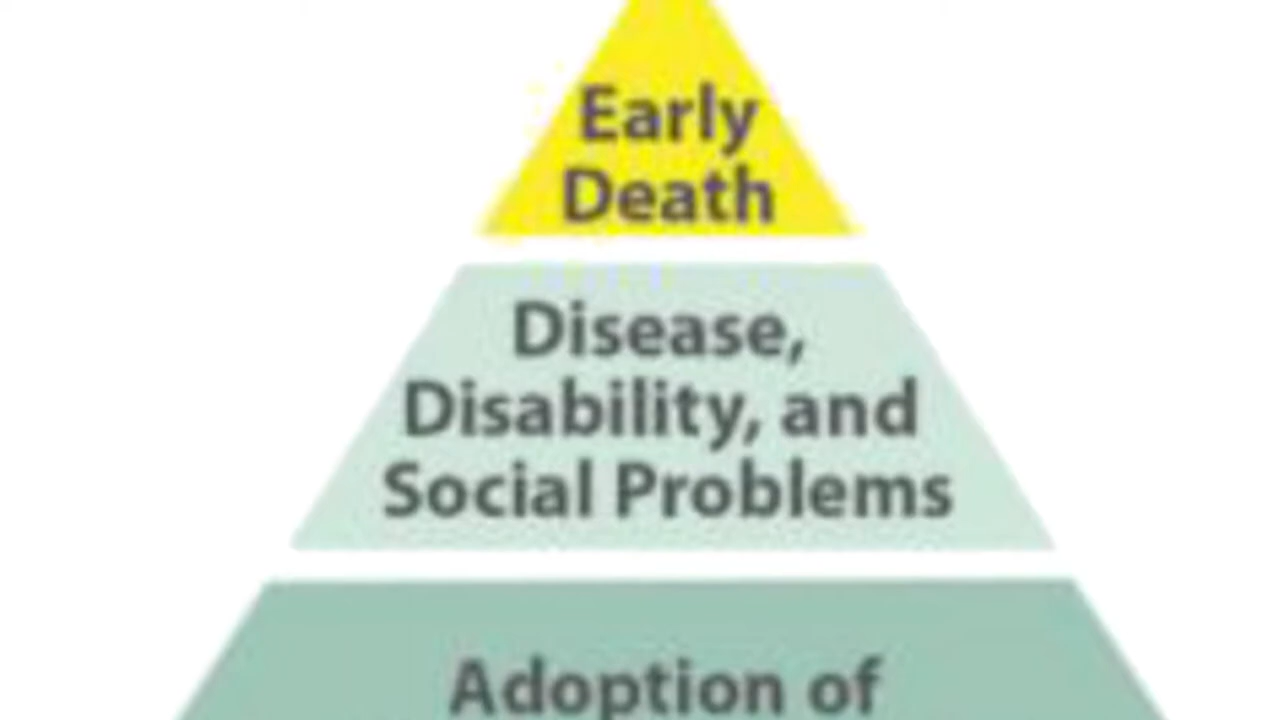 Early
Death
Disease,
Disability, and
Social Problems
Adoption of